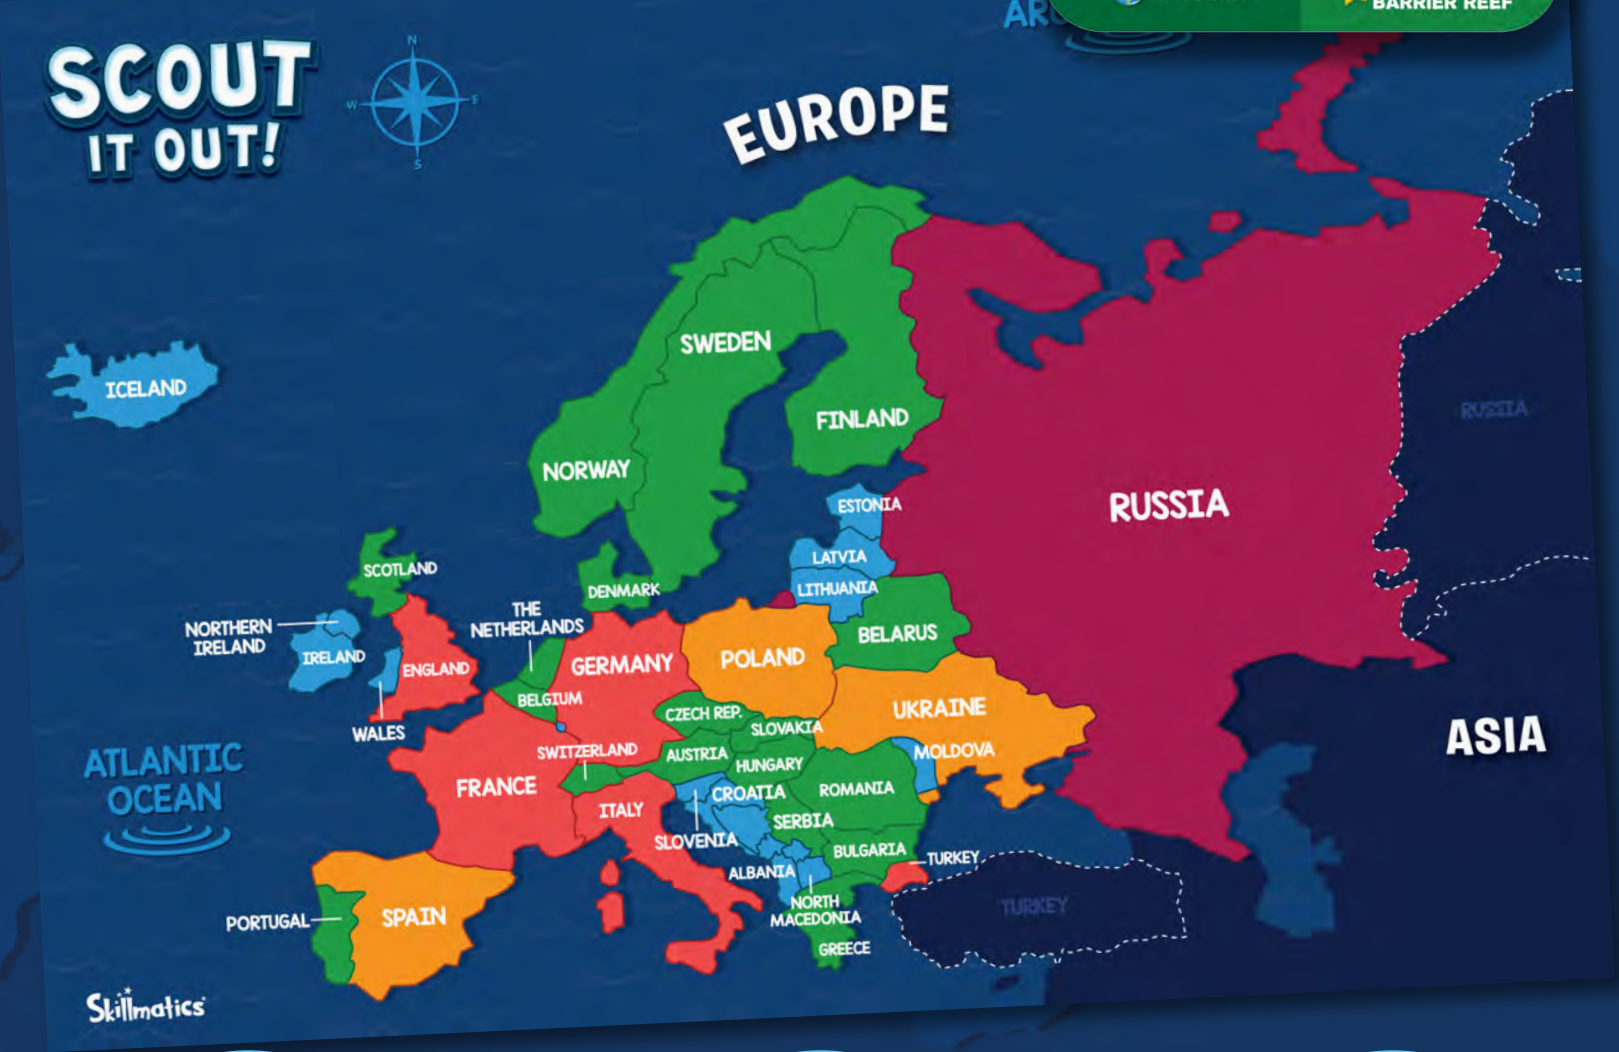 BARRIER REEF
SCOUT
IT OUT!
N
W
E
S
EUROPE
ICELAND
SWEDEN
FINLAND
NORWAY
RUSSIA
RUSSIA
ESTONIA
LATVIA
LITHUANIA
SCOTLAND
DENMARK
THE
NETHERLANDS
NORTHERN
IRELAND
IRELAND
ENGLAND
WALES
BELGIUM
GERMANY
POLAND
BELARUS
UKRAINE
CZECH REP.
SLOVAKIA
MOLDOVA
ATLANTIC
OCEAN
ASIA
SWITZERLAND
AUSTRIA
HUNGARY
FRANCE
ITALY
CROATIA
ROMANIA
SERBIA
SLOVENIA
BULGARIA
TURKEY
ALBANIA
NORTH
MACEDONIA
GREECE
TURKEY
PORTUGAL
SPAIN
Skillmatics